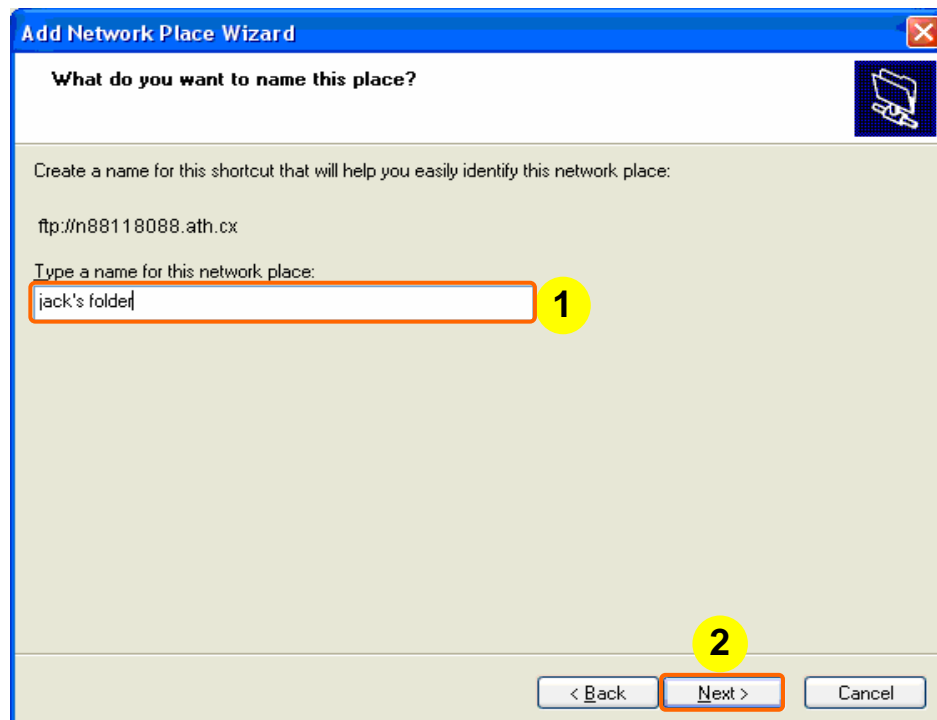 Add Network Place Wizard
What do you want to name this place?
Create a name for this shortcut that will help you easily identify this network place:
ftp://n88118088.ath.cx
Type a name for this network place:
jack's folder
1
2
< Back
Next >
Cancel